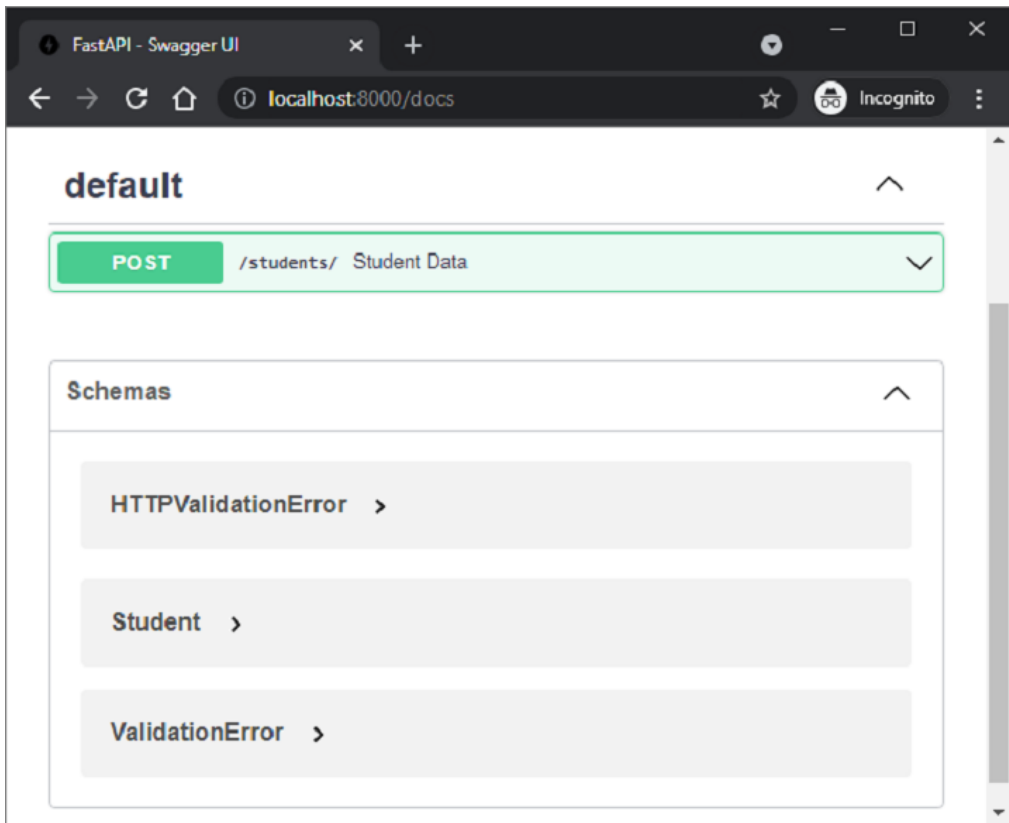 FastAPI - Swagger UI
localhost:8000/docs
Incognito
default
POST /students/ Student Data
Schemas
HTTPValidationError
Student
ValidationError